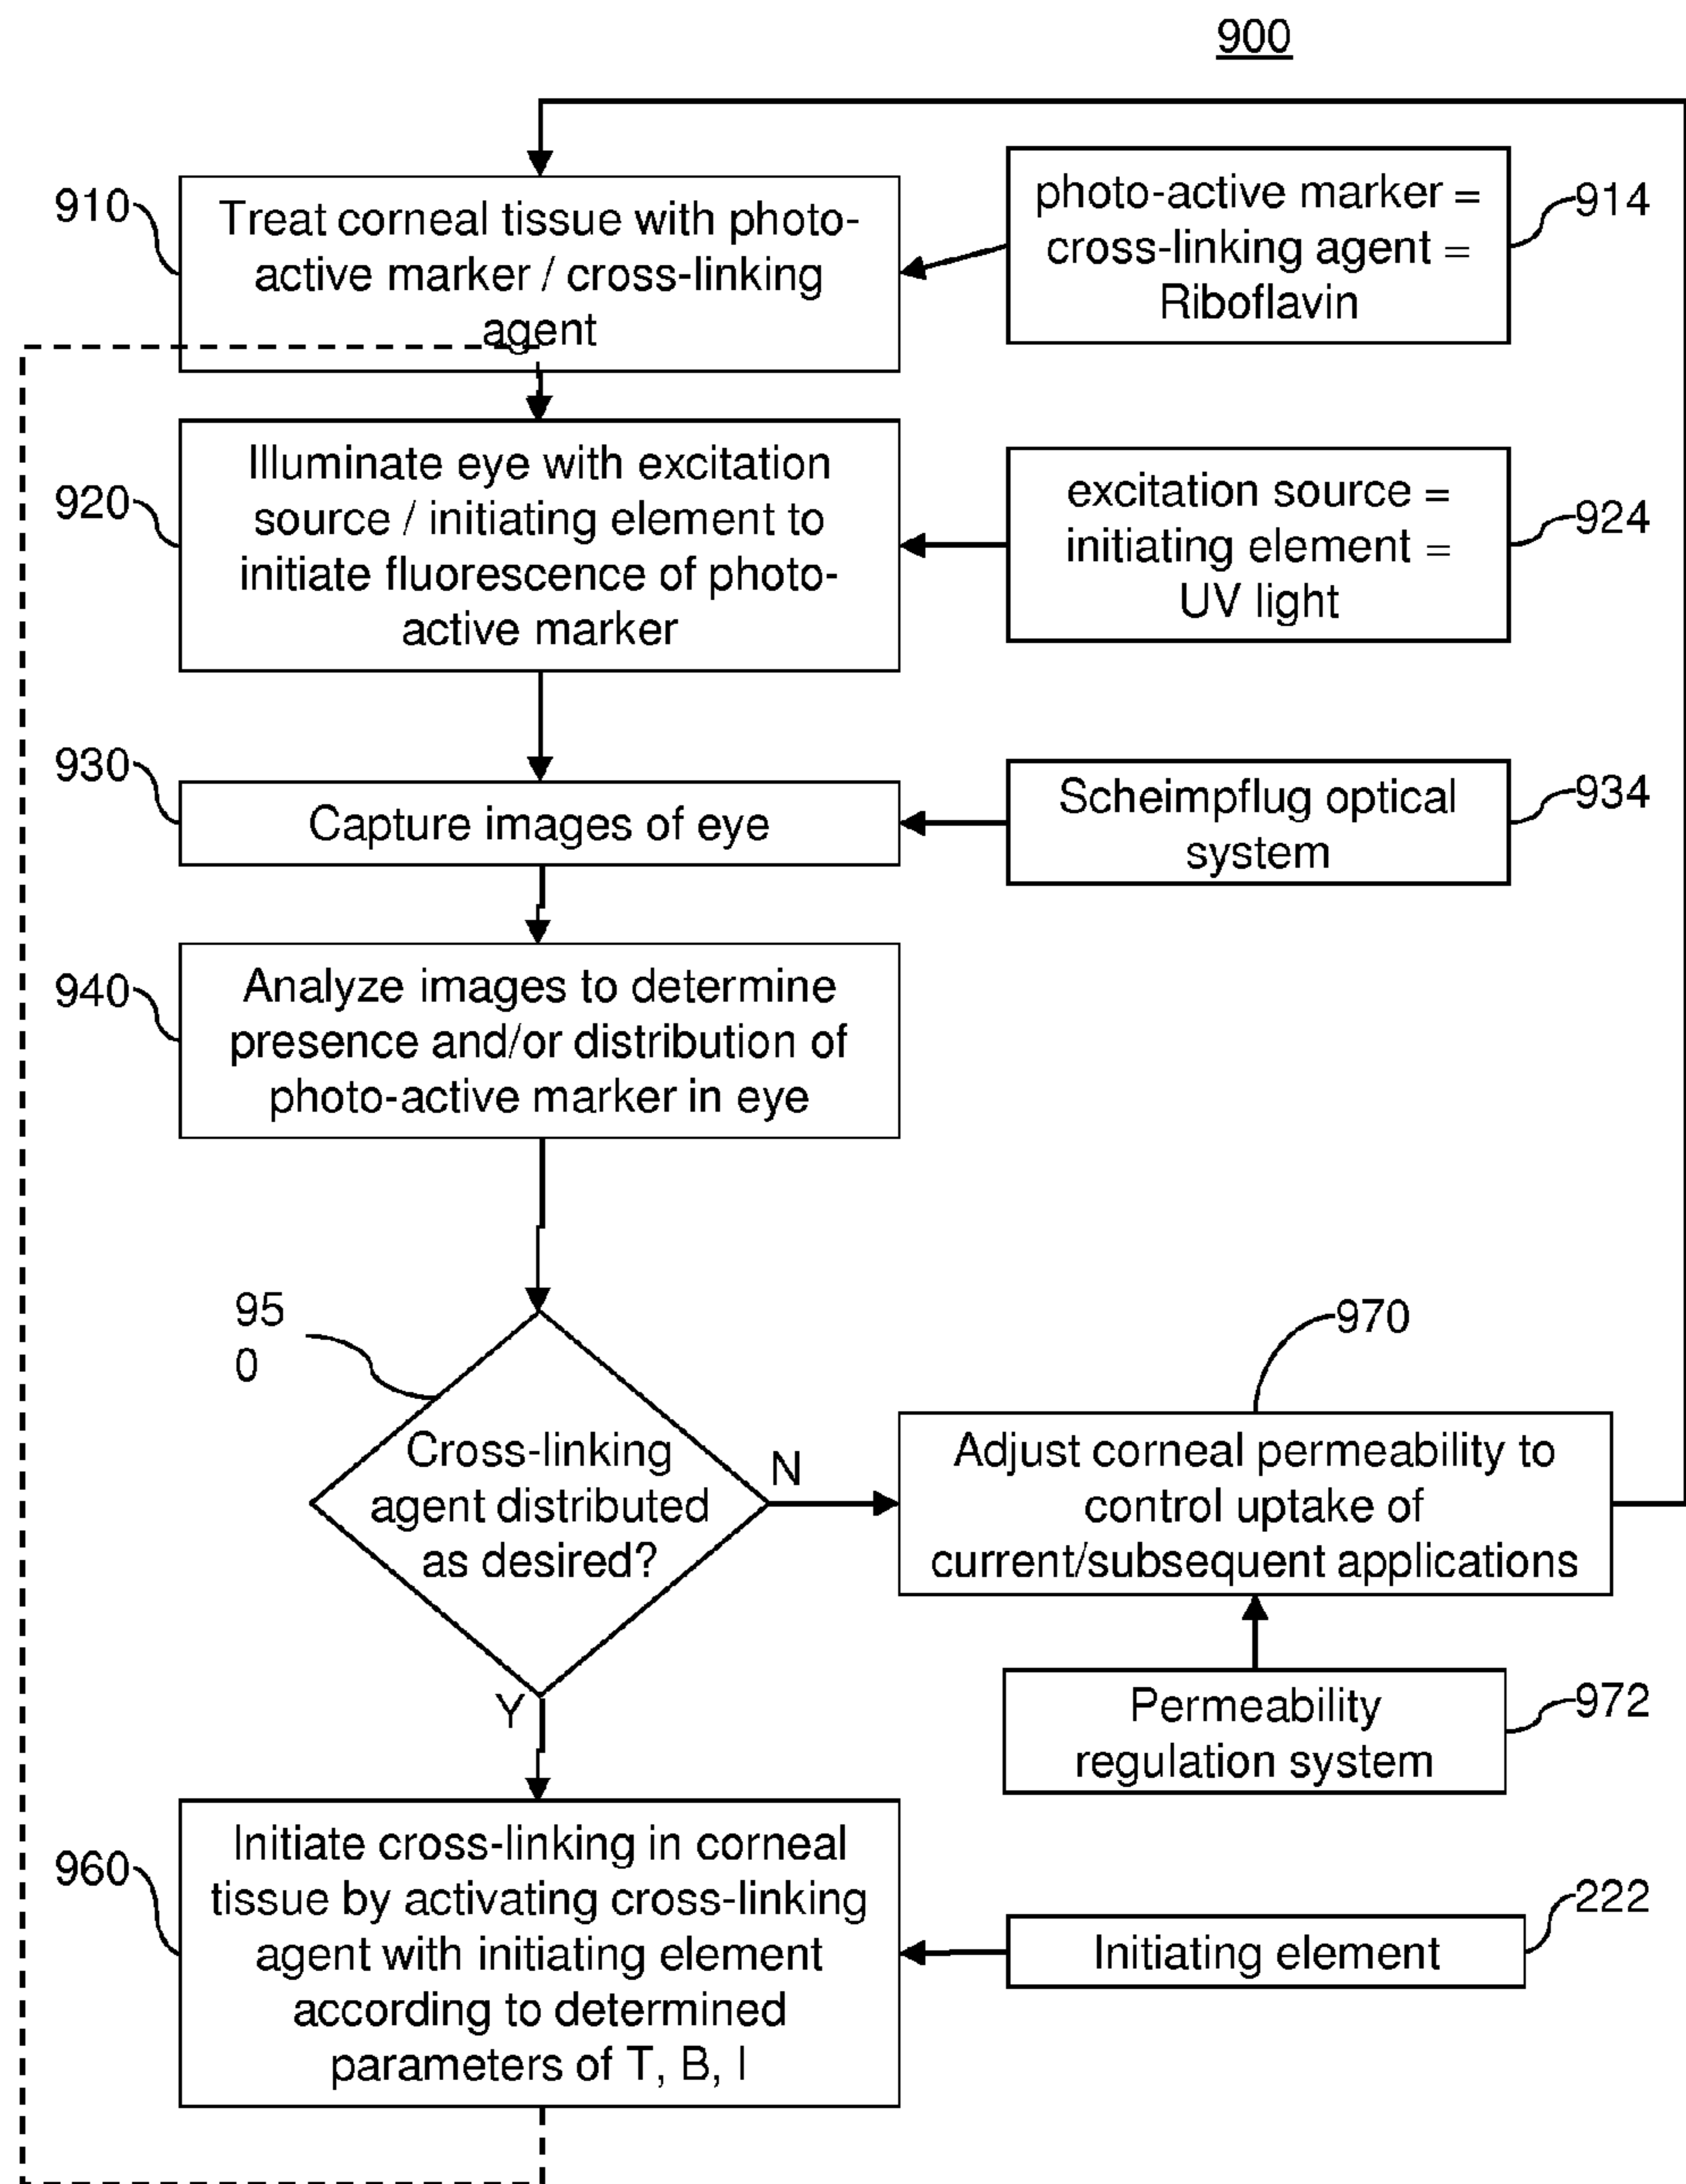 900
910
Treat corneal tissue with photo-
active marker / cross-linking
agent
photo-active marker =
cross-linking agent =
Riboflavin
914
920
Illuminate eye with excitation
source / initiating element to
initiate fluorescence of photo-
active marker
excitation source =
initiating element =
UV light
924
930
Capture images of eye
Scheimpflug optical
system
934
940
Analyze images to determine
presence and/or distribution of
photo-active marker in eye
95
0
Cross-linking
agent distributed
as desired?
N
Y
970
Adjust corneal permeability to
control uptake of
current/subsequent applications
Permeability
regulation system
972
960
Initiate cross-linking in corneal
tissue by activating cross-linking
agent with initiating element
according to determined
parameters of T, B, I
Initiating element
222